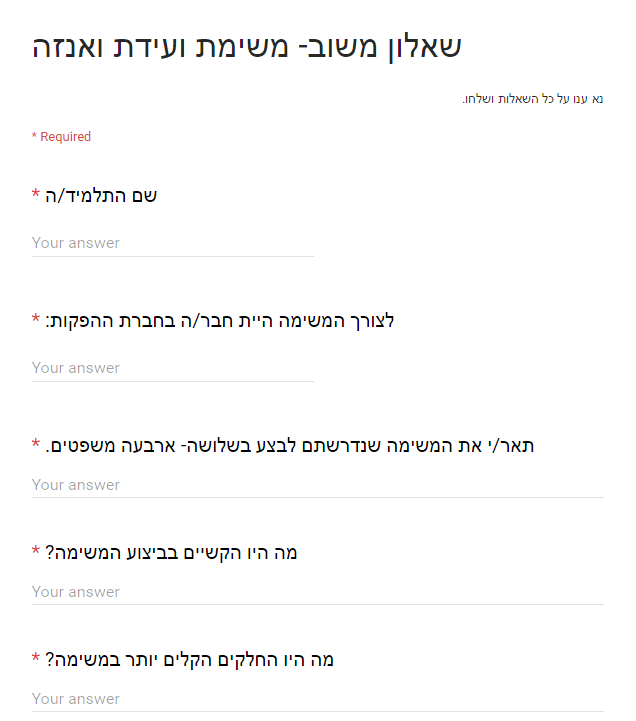 שאלון משוב- משימת ועידת ואנזה
נא ענו על כל השאלות ושלחו.
* Required
שם התלמיד/ה *
Your answer
לצורך המשימה היית חבר/ה בחברת ההפקות: *
Your answer
תאר/י את המשימה שנדרשתם לבצע בשלושה- ארבעה משפטים. *
Your answer
מה היו הקשיים בביצוע המשימה? *
Your answer
מה היו החלקים הקלים יותר במשימה? *
Your answer